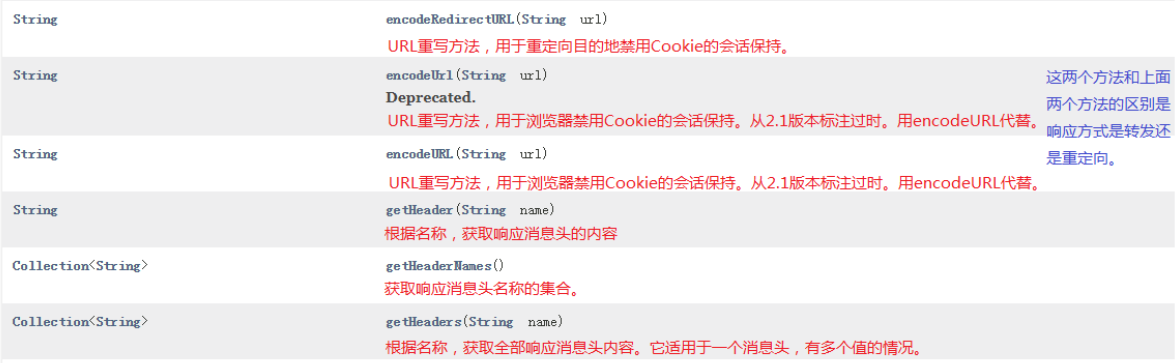 String encodeRedirectURL(String url)
URL重写方法，用于重定向目的地禁用Cookie的会话保持。
String encodeUrl(String url)
Deprecated.
URL重写方法，用于浏览器禁用Cookie的会话保持。从2.1版本标注过时。用encodeURL代替。
这两个方法和上面
两个方法的区别是
响应方式是转发还
是重定向。
String encodeURL(String url)
URL重写方法，用于浏览器禁用Cookie的会话保持。从2.1版本标注过时。用encodeURL代替。
String getHeader(String name)
根据名称，获取响应消息头的内容
Collection<String> getHeaderNames()
获取响应消息头名称的集合。
Collection<String> getHeaders(String name)
根据名称，获取全部响应消息头内容。它适用于一个消息头，有多个值的情况。